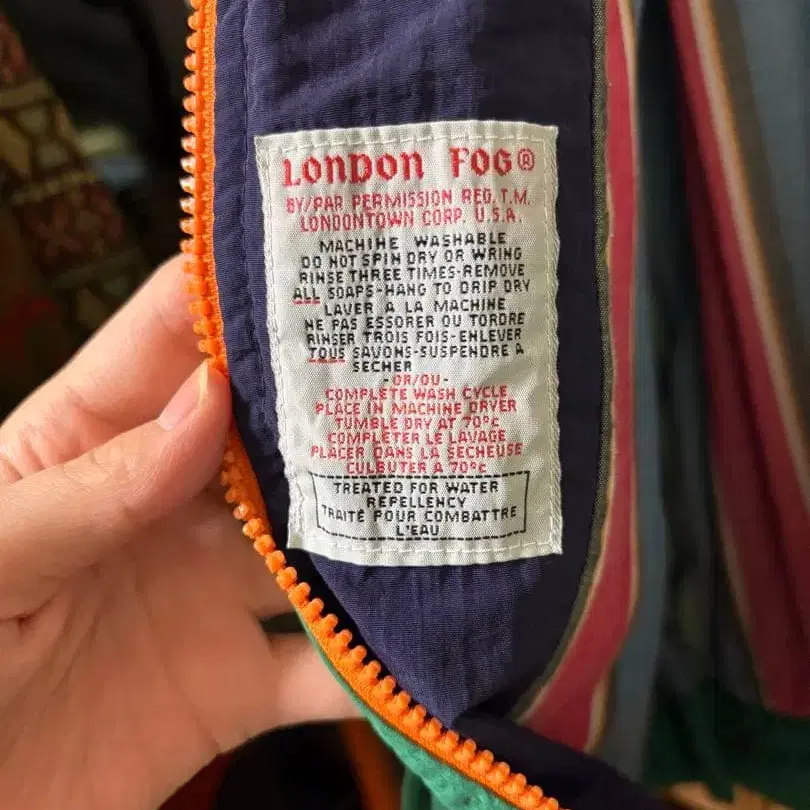 LONDON FOG®
BY/PAR PERMISSION REG. T.M.
LONDONTOWN CORP. U.S.A.
MACHINE WASHABLE
DO NOT SPIN DRY OR WRING
RINSE THREE TIMES-REMOVE
ALL SOAPS-HANG TO DRIP DRY
LAVER A LA MACHINE
NE PAS ESSORER OU TORDRE
RINSER TROIS FOIS-ENLEVER
TOUS SAVONS-SUSPENDRE A
SECHER
-OR/OU-
COMPLETE WASH CYCLE
PLACE IN MACHINE DRYER
TUMBLE DRY AT 70°C
COMPLETER LE LAVAGE
PLACER DANS LA SECHEUSE
CULBUTER A 70°C
TREATED FOR WATER
REPELLENCY
TRAITÉ POUR COMBATTRE
L'EAU